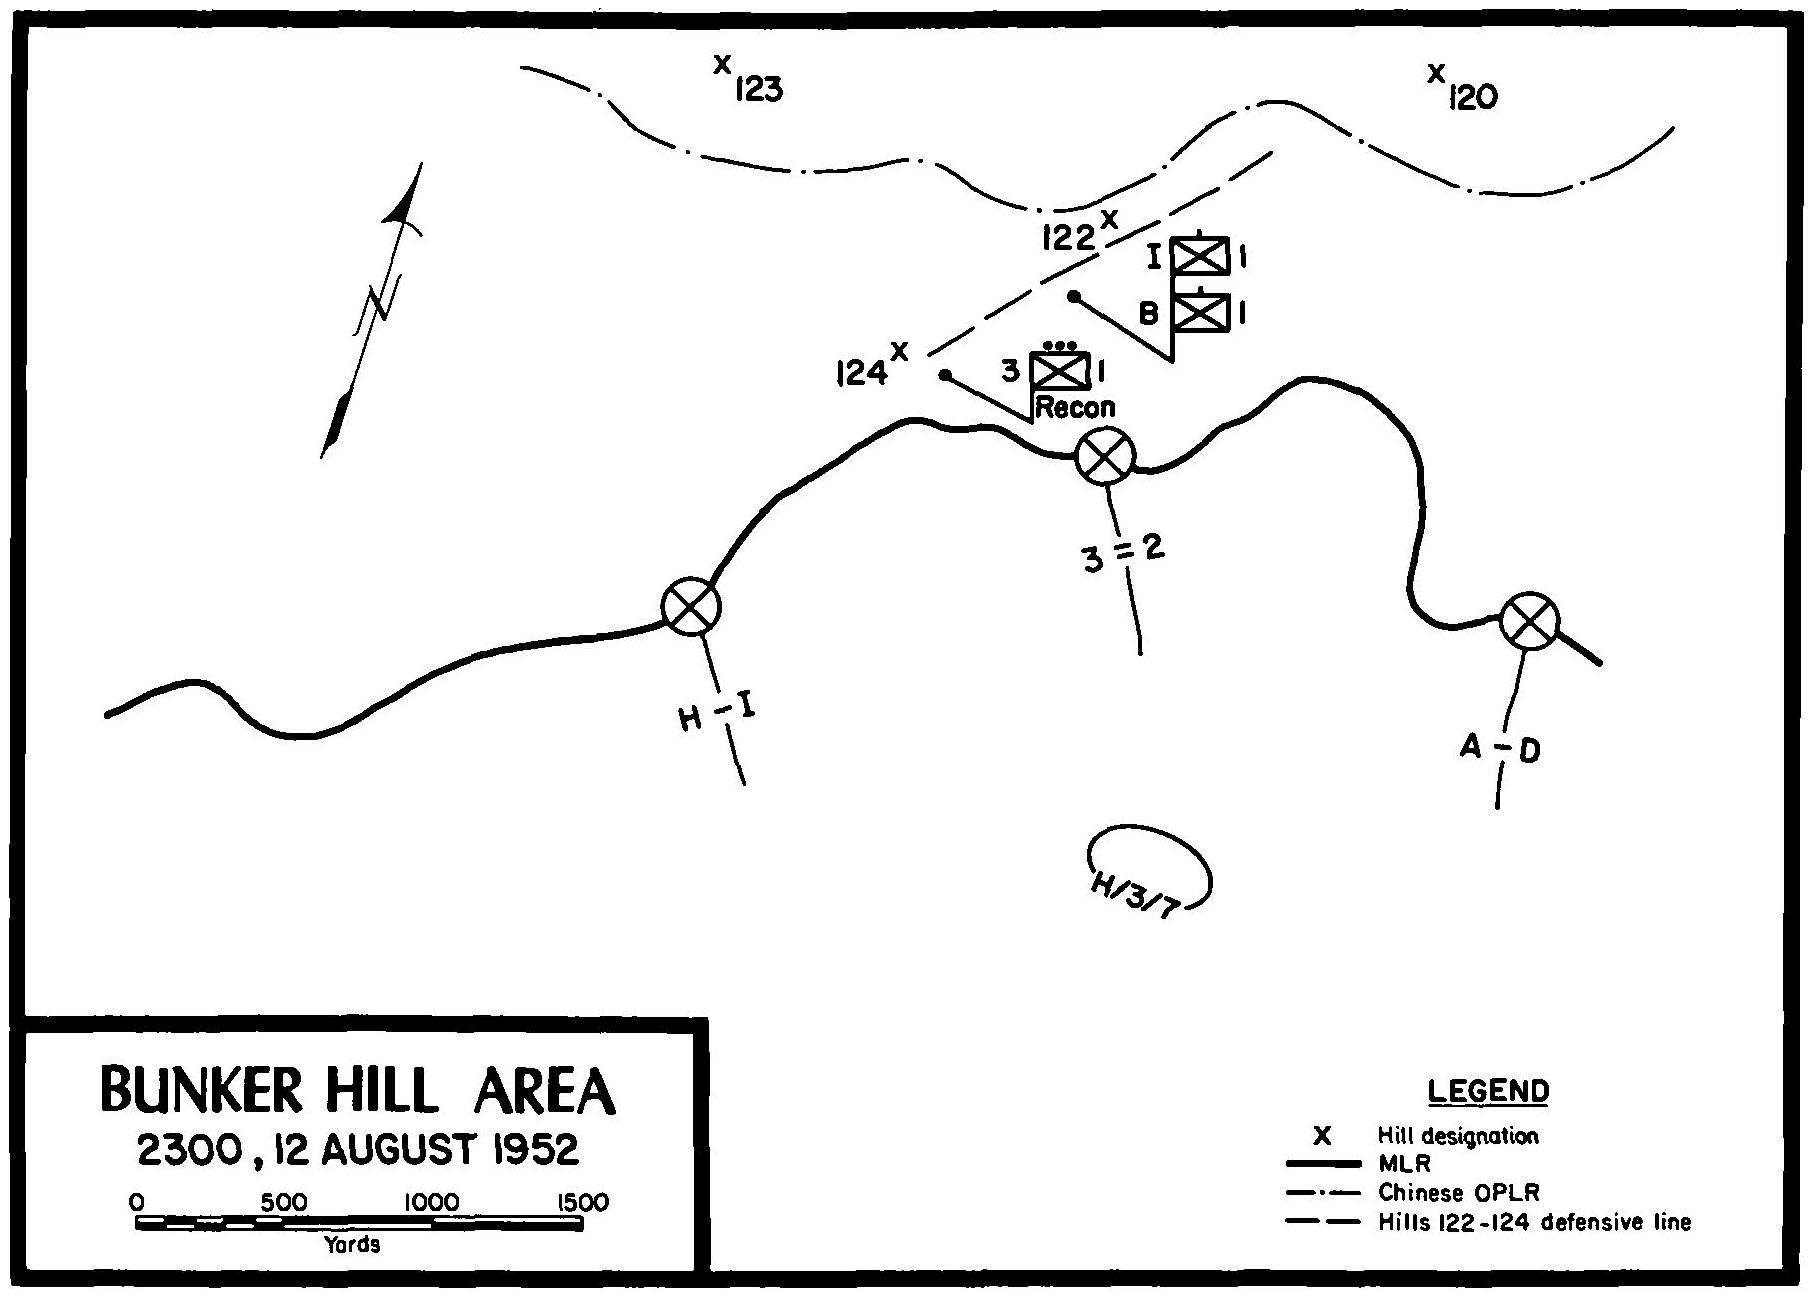 x 123
x 120
122 x
I 1
B 1
124 x
3 1
Recon
N
3 = 2
H - I
A - D
H/3/7
BUNKER HILL AREA
2300, 12 AUGUST 1952
0 500 1000 1500
Yards
LEGEND
x Hill designation
MLR
Chinese OPLR
Hills 122-124 defensive line